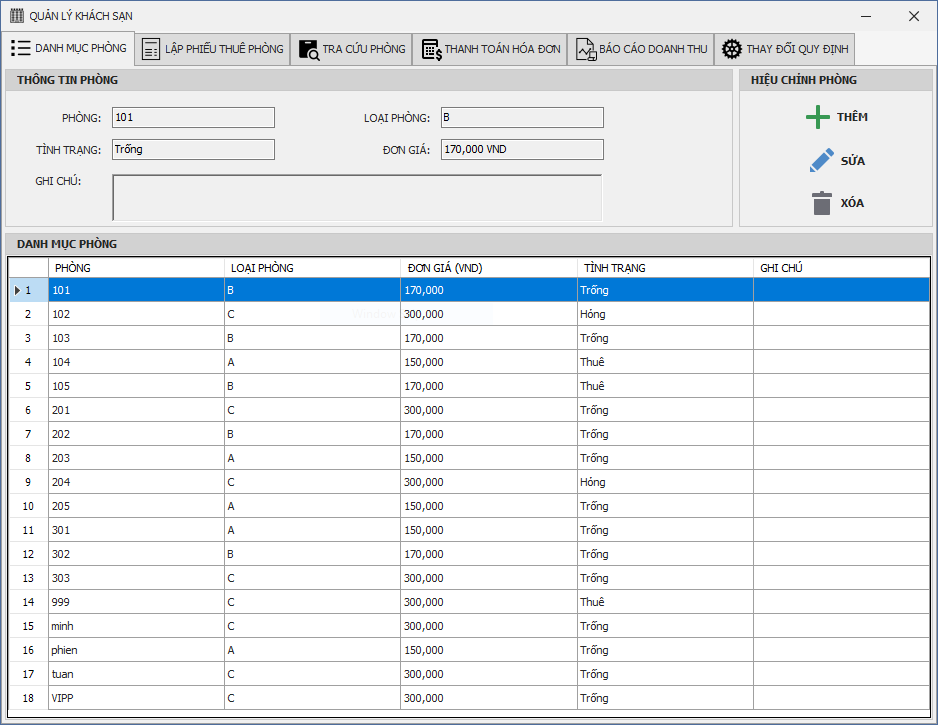 QUẢN LÝ KHÁCH SẠN
DANH MỤC PHÒNG LẬP PHIẾU THUÊ PHÒNG TRA CỨU PHÒNG THANH TOÁN HÓA ĐƠN BÁO CÁO DOANH THU THAY ĐỔI QUY ĐỊNH
THÔNG TIN PHÒNG HIỆU CHỈNH PHÒNG
PHÒNG: 101 LOẠI PHÒNG: B
TÌNH TRẠNG: Trống ĐƠN GIÁ: 170,000 VND
GHI CHÚ:
THÊM
SỬA
XÓA
DANH MỤC PHÒNG
PHÒNG LOẠI PHÒNG ĐƠN GIÁ (VND) TÌNH TRẠNG GHI CHÚ
1 101 B 170,000 Trống
2 102 C 300,000 Hỏng
3 103 B 170,000 Trống
4 104 A 150,000 Thuê
5 105 B 170,000 Thuê
6 201 C 300,000 Trống
7 202 B 170,000 Trống
8 203 A 150,000 Trống
9 204 C 300,000 Hỏng
10 205 A 150,000 Trống
11 301 A 150,000 Trống
12 302 B 170,000 Trống
13 303 C 300,000 Trống
14 999 C 300,000 Thuê
15 minh C 300,000 Trống
16 phien A 150,000 Trống
17 tuan C 300,000 Trống
18 VIPP C 300,000 Trống